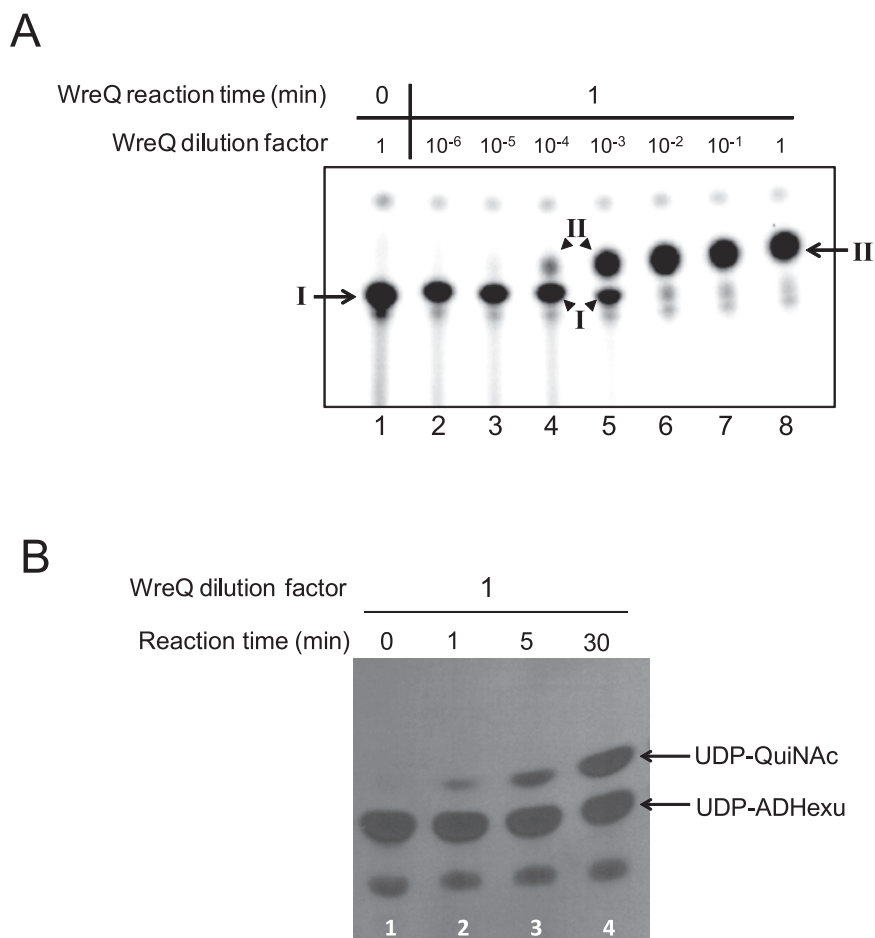 A
WreQ reaction time (min) 0 1
WreQ dilution factor 1 10⁻⁶ 10⁻⁵ 10⁻⁴ 10⁻³ 10⁻² 10⁻¹ 1
II
II
I
I
1 2 3 4 5 6 7 8
B
WreQ dilution factor 1
Reaction time (min) 0 1 5 30
UDP-QuiNAc
UDP-ADHexu
1 2 3 4